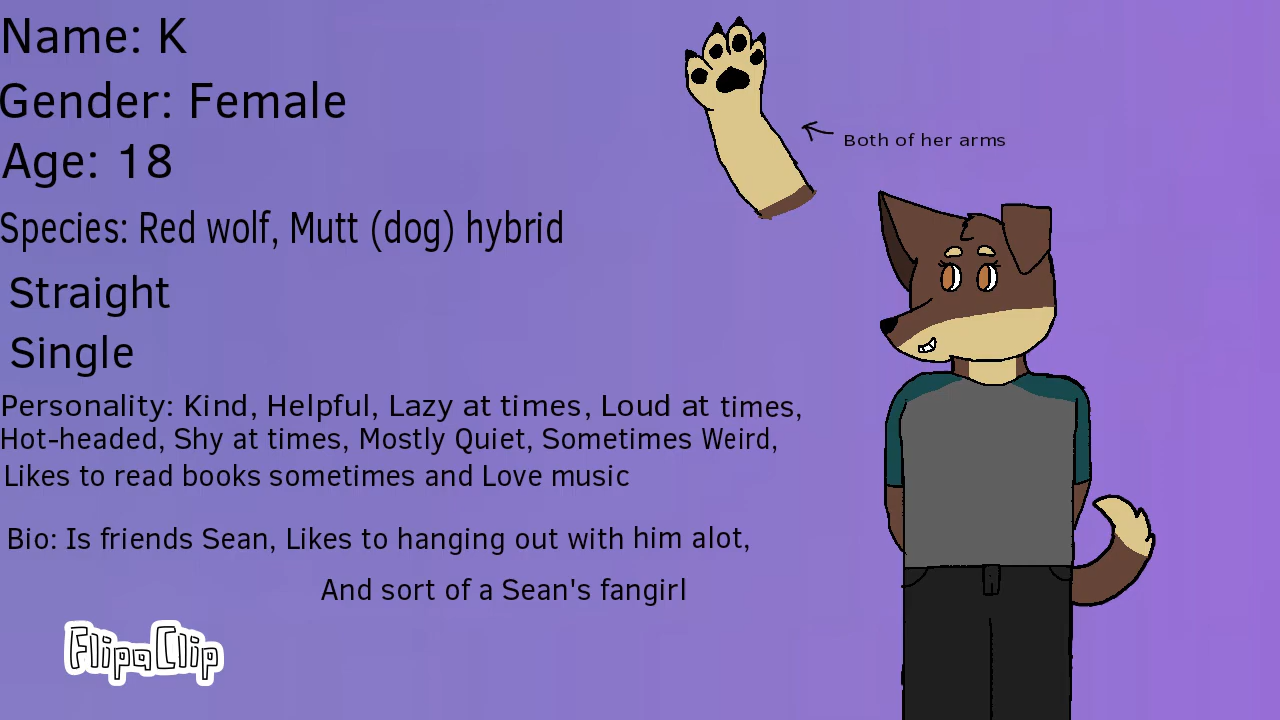 Name: K
Gender: Female
Age: 18
Species: Red wolf, Mutt (dog) hybrid
Straight
Single
Personality: Kind, Helpful, Lazy at times, Loud at times,
Hot-headed, Shy at times, Mostly Quiet, Sometimes Weird,
Likes to read books sometimes and Love music
Bio: Is friends Sean, Likes to hanging out with him alot,
And sort of a Sean's fangirl
Both of her arms
FlipaClip